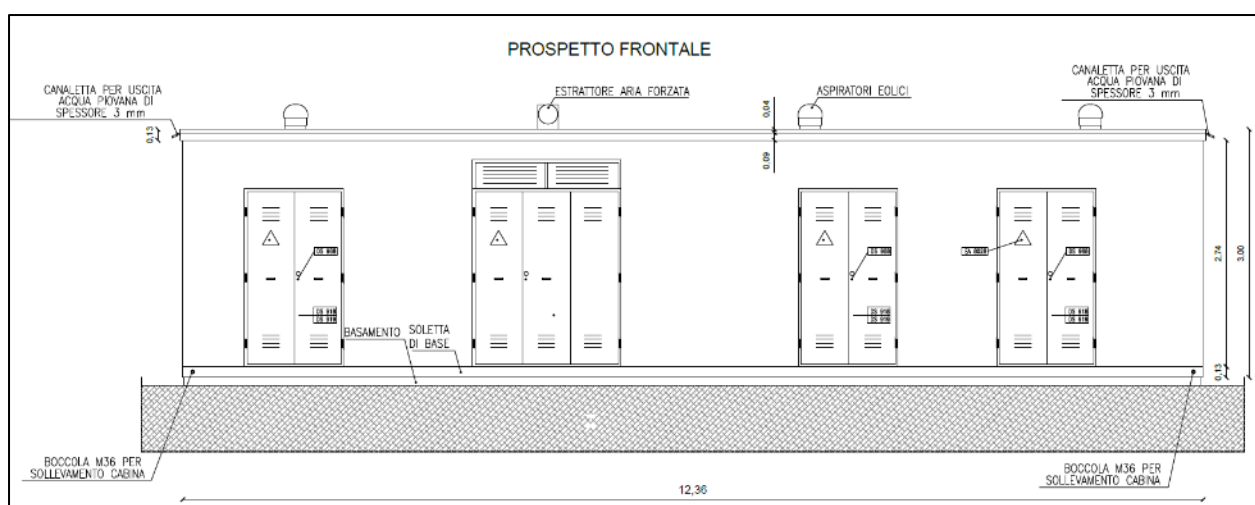 PROSPETTO FRONTALE
CANALETTA PER USCITA
ACQUA PIOVANA DI
SPESSORE 3 mm
ESTRATTORE ARIA FORZATA
ASPIRATORI EOLICI
CANALETTA PER USCITA
ACQUA PIOVANA DI
SPESSORE 3 mm
0,13
0,04
0,09
2,74
3,00
0,13
BASAMENTO
SOLETTA
DI BASE
BOCCOLA M36 PER
SOLLEVAMENTO CABINA
BOCCOLA M36 PER
SOLLEVAMENTO CABINA
12,36